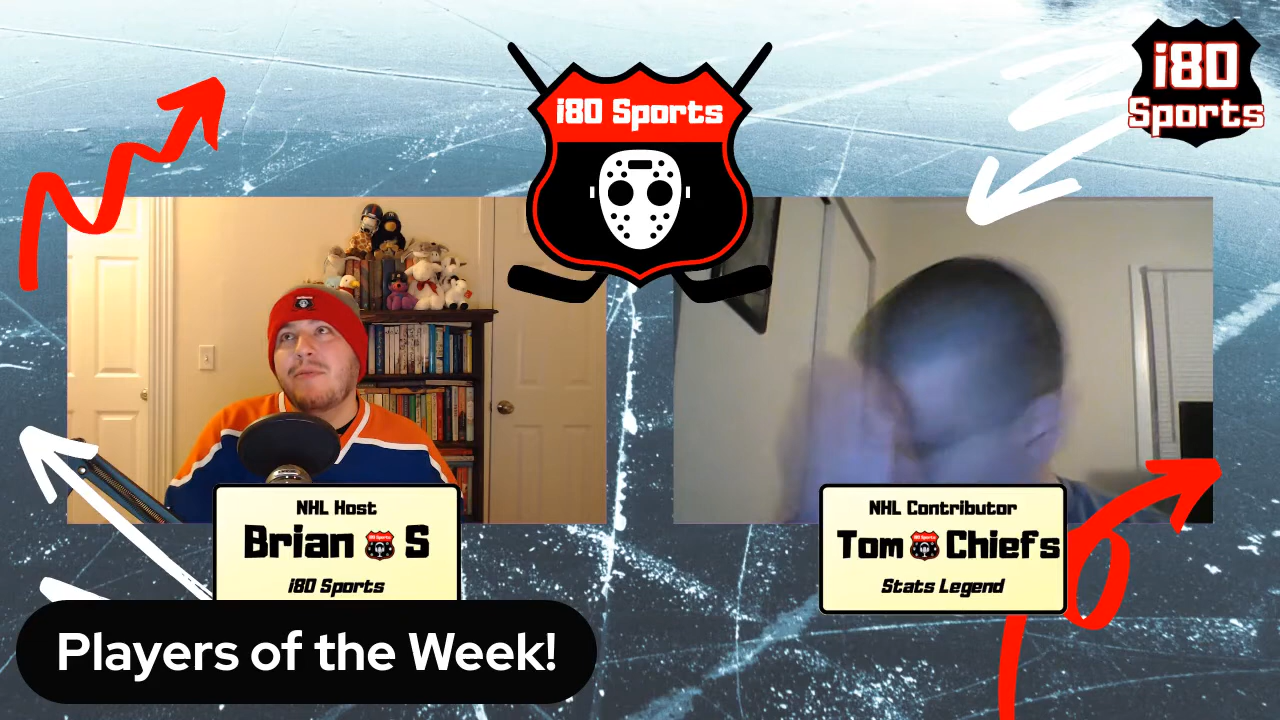 i80 Sports
i80
Sports
NHL Host
Brian S
i80 Sports
NHL Contributor
Tom Chiefs
Stats Legend
Players of the Week!